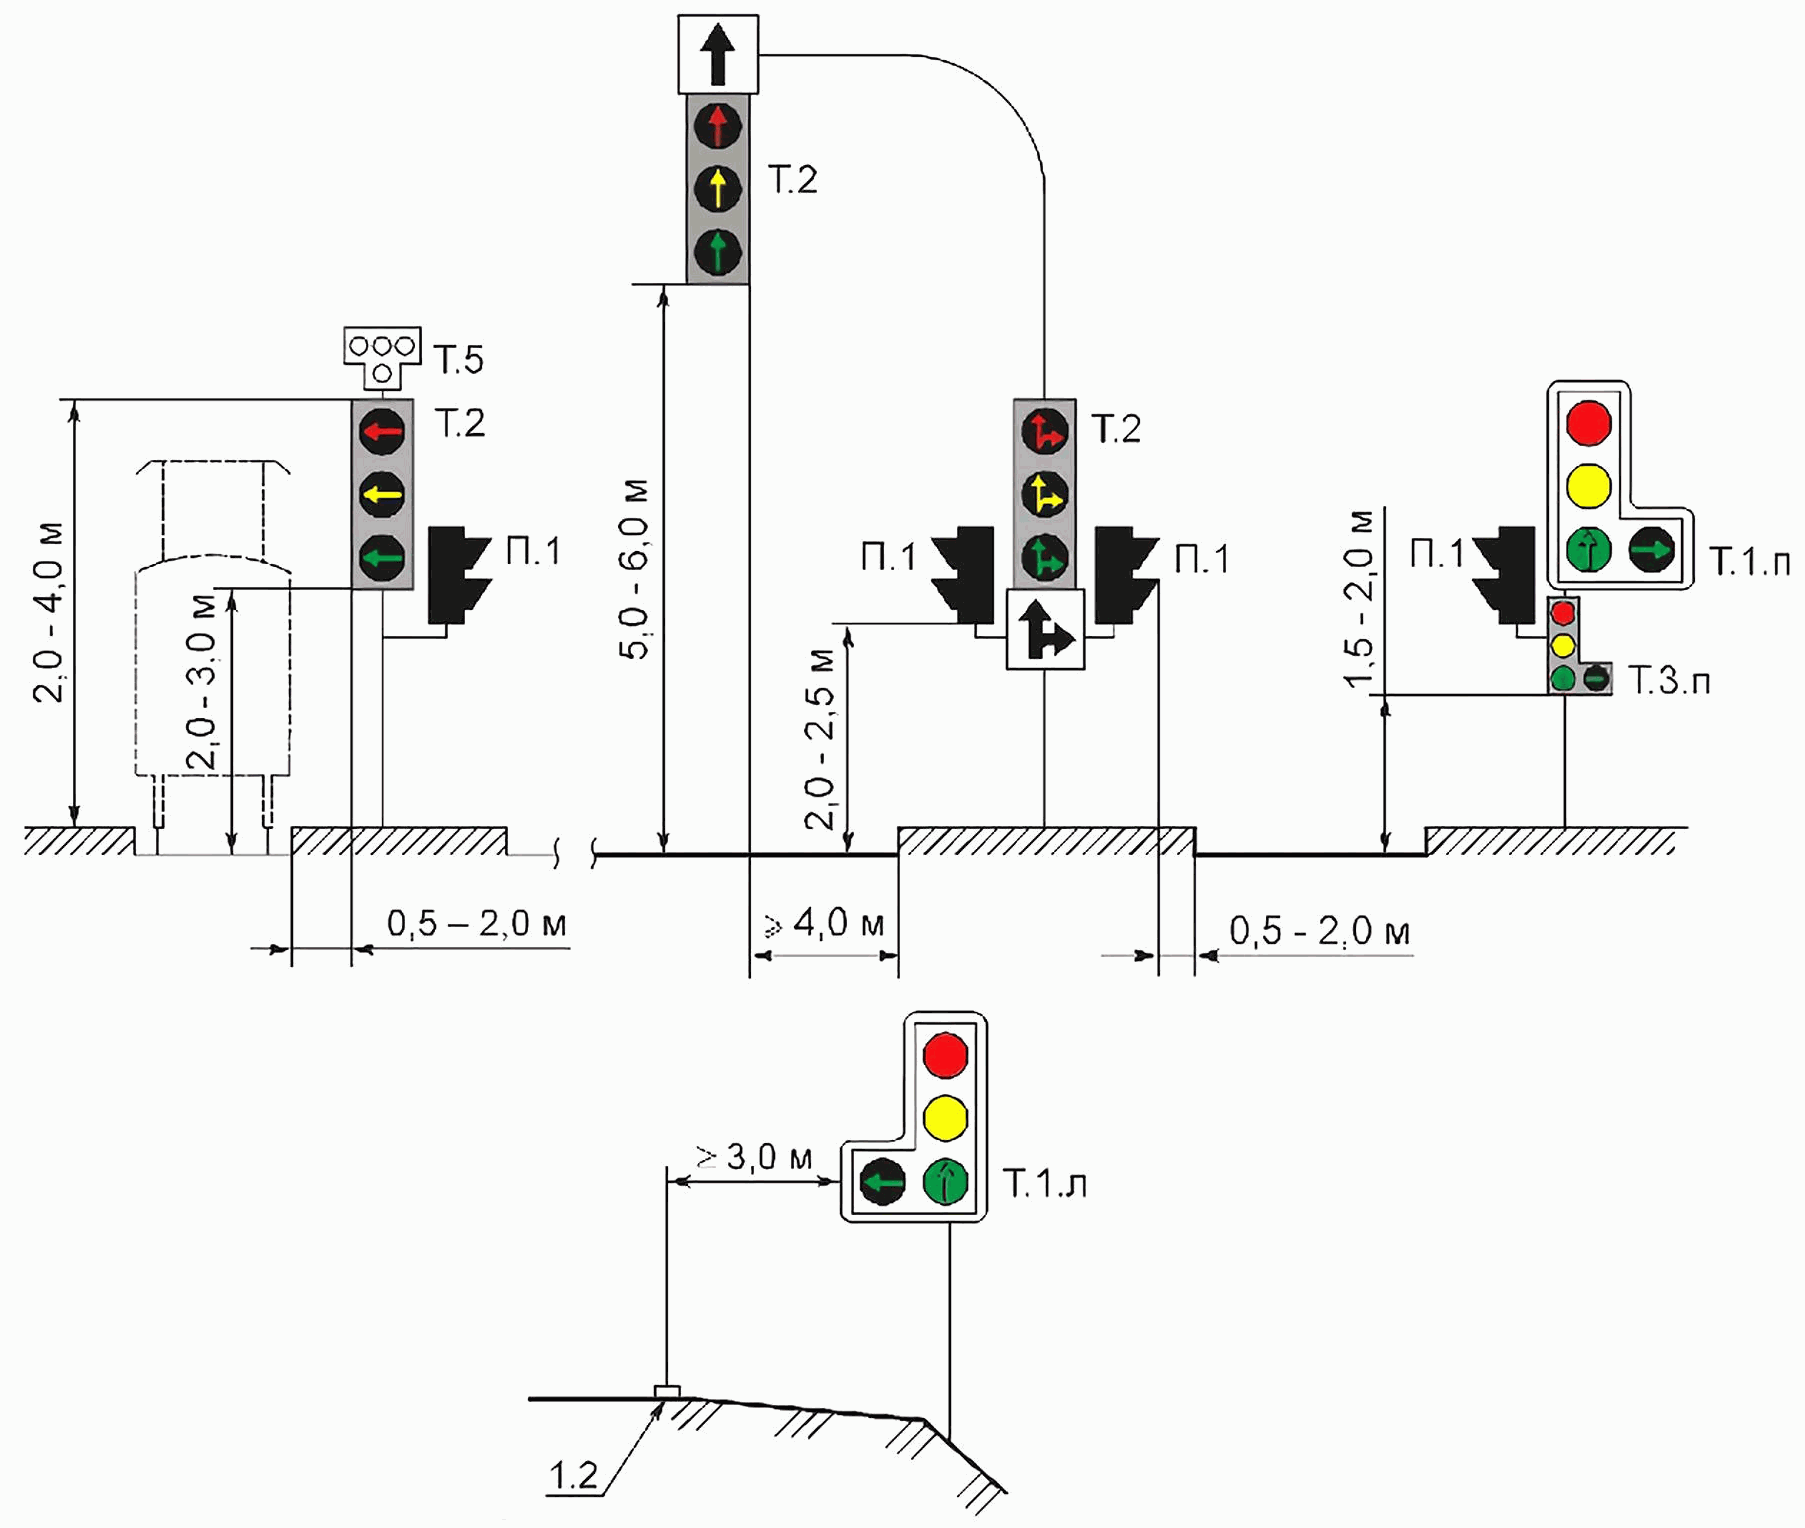 Т.2
Т.5
Т.2
Т.2
П.1
П.1
П.1
П.1
Т.1.п
Т.3.п
2,0 - 4,0 м
2,0 - 3,0 м
5,0 - 6,0 м
2,0 - 2,5 м
1,5 - 2,0 м
0,5 – 2,0 м
⩾ 4,0 м
0,5 - 2,0 м
≥ 3,0 м
Т.1.л
1.2